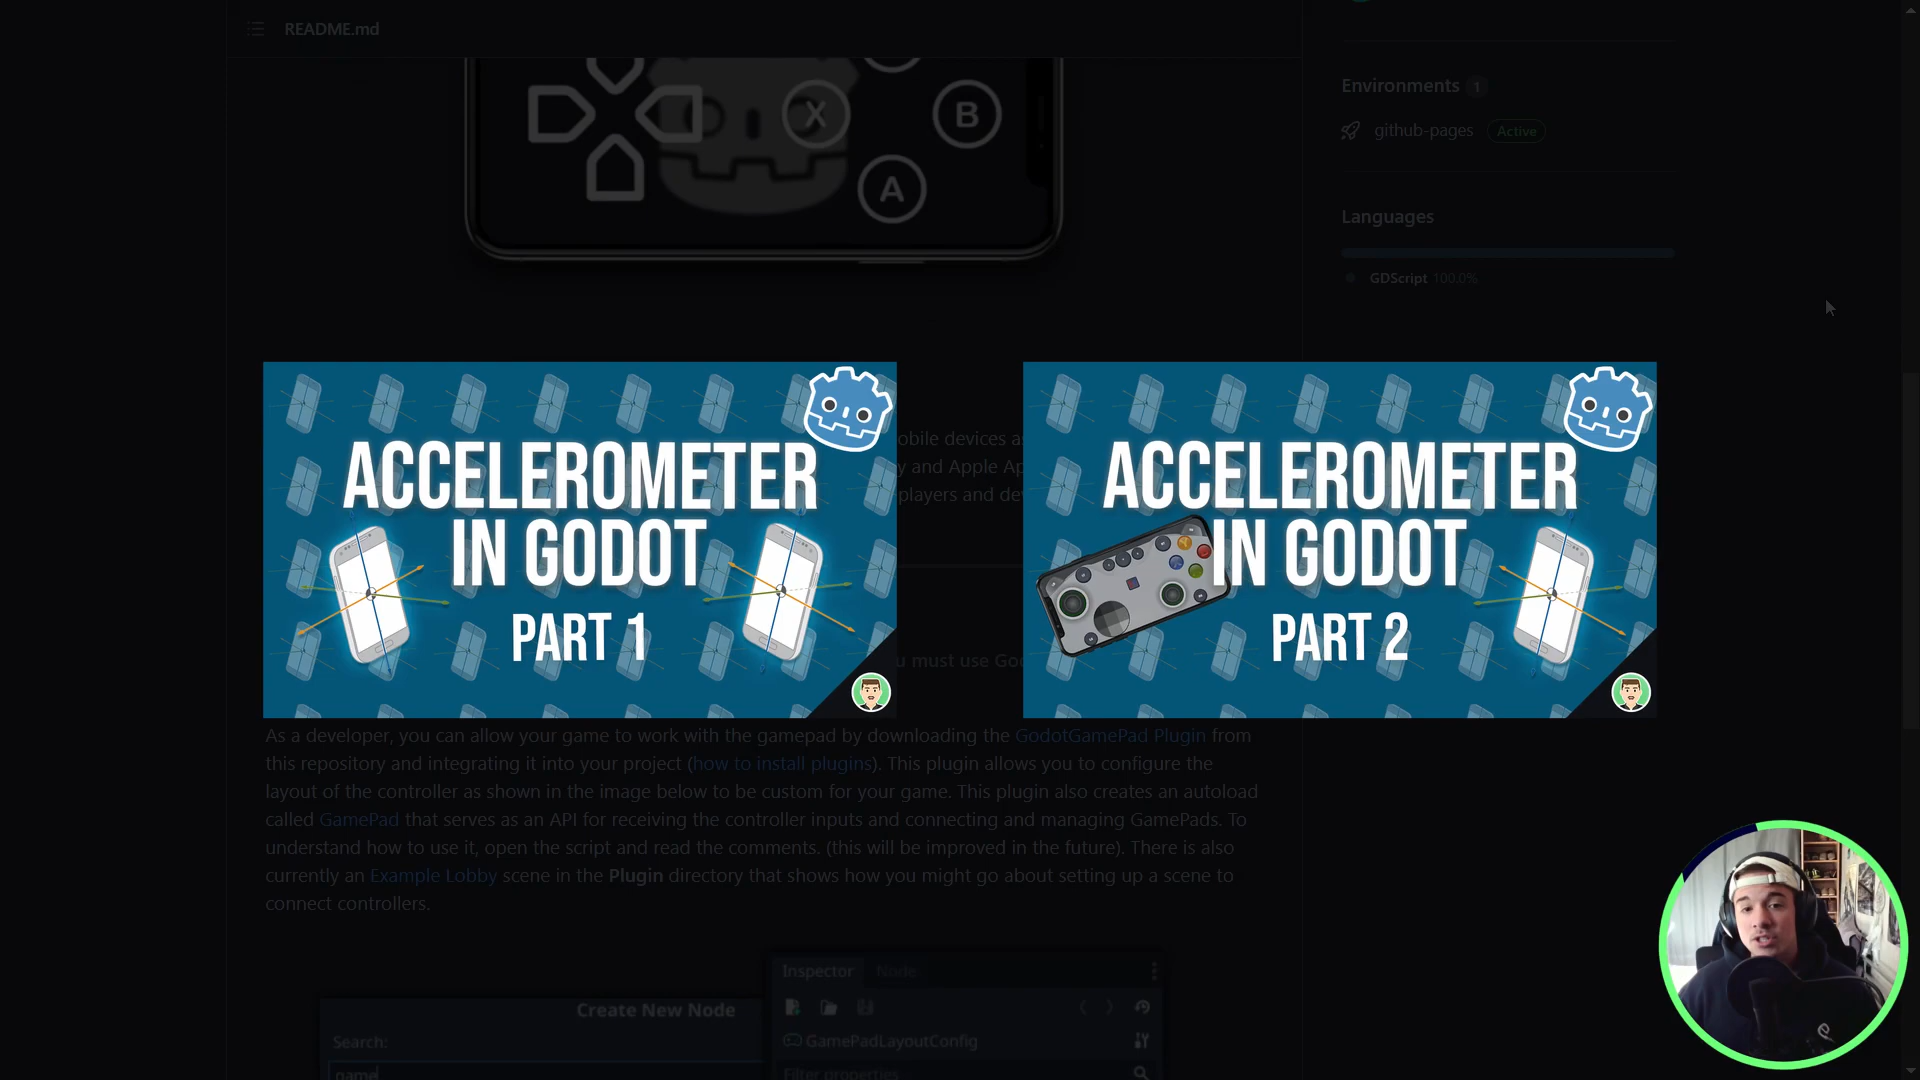 README.md
X
B
A
Environments 1
github-pages Active
Languages
GDScript 100.0%
ACCELEROMETER
IN GODOT
PART 1
ACCELEROMETER
IN GODOT
PART 2
obile devices as
y and Apple Ap
players and dev
u must use God
As a developer, you can allow your game to work with the gamepad by downloading the GodotGamePad Plugin from
this repository and integrating it into your project (how to install plugins). This plugin allows you to configure the
layout of the controller as shown in the image below to be custom for your game. This plugin also creates an autoload
called GamePad that serves as an API for receiving the controller inputs and connecting and managing GamePads. To
understand how to use it, open the script and read the comments. (this will be improved in the future). There is also
currently an Example Lobby scene in the Plugin directory that shows how you might go about setting up a scene to
connect controllers.
Create New Node
Search:
game
Inspector Node
GamePadLayoutConfig
Filter properties